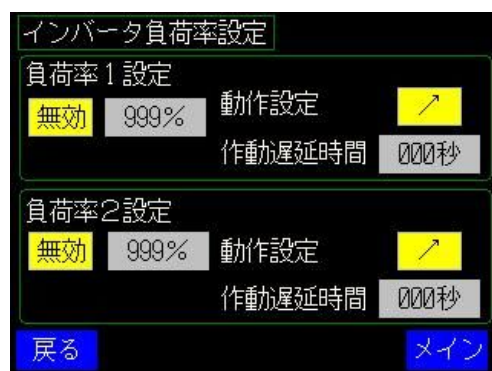 インバータ負荷率設定
負荷率1設定
無効 999% 動作設定 ↗
作動遅延時間 000秒
負荷率2設定
無効 999% 動作設定 ↗
作動遅延時間 000秒
戻る メイン